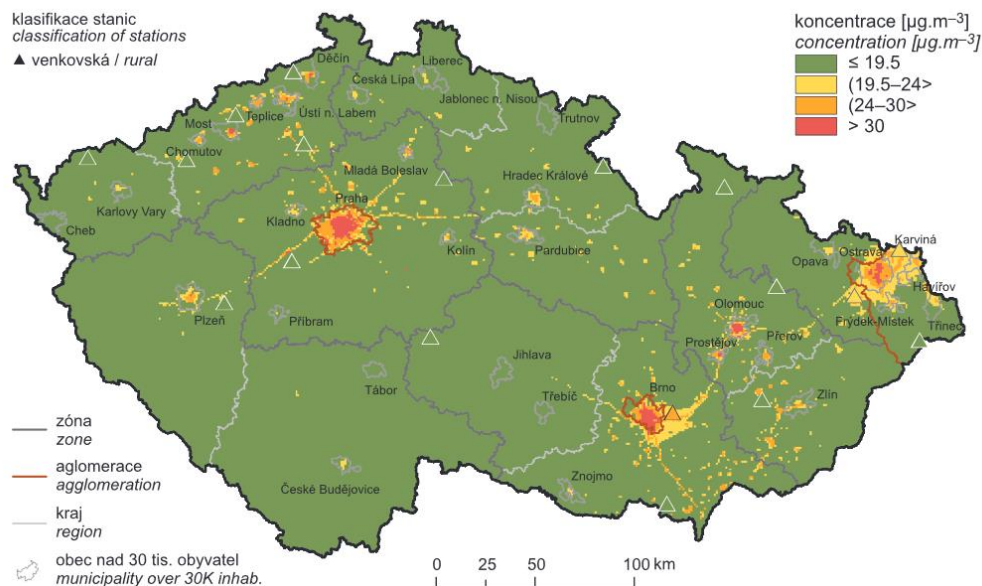 klasifikace stanic
classification of stations
venkovská / rural
koncentrace [µg.m⁻³]
concentration [µg.m⁻³]
≤ 19.5
(19.5–24>
(24–30>
> 30
Děčín
Liberec
Česká Lípa
Jablonec n. Nisou
Teplice
Ústí n. Labem
Most
Trutnov
Chomutov
Mladá Boleslav
Hradec Králové
Karlovy Vary
Praha
Kladno
Cheb
Kolín
Pardubice
Karviná
Ostrava
Opava
Havířov
Plzeň
Příbram
Olomouc
Frýdek-Místek
Třinec
Prostějov
Přerov
Jihlava
Tábor
Třebíč
Brno
Zlín
Znojmo
České Budějovice
zóna
zone
aglomerace
agglomeration
kraj
region
obec nad 30 tis. obyvatel
municipality over 30K inhab.
0 25 50 100 km